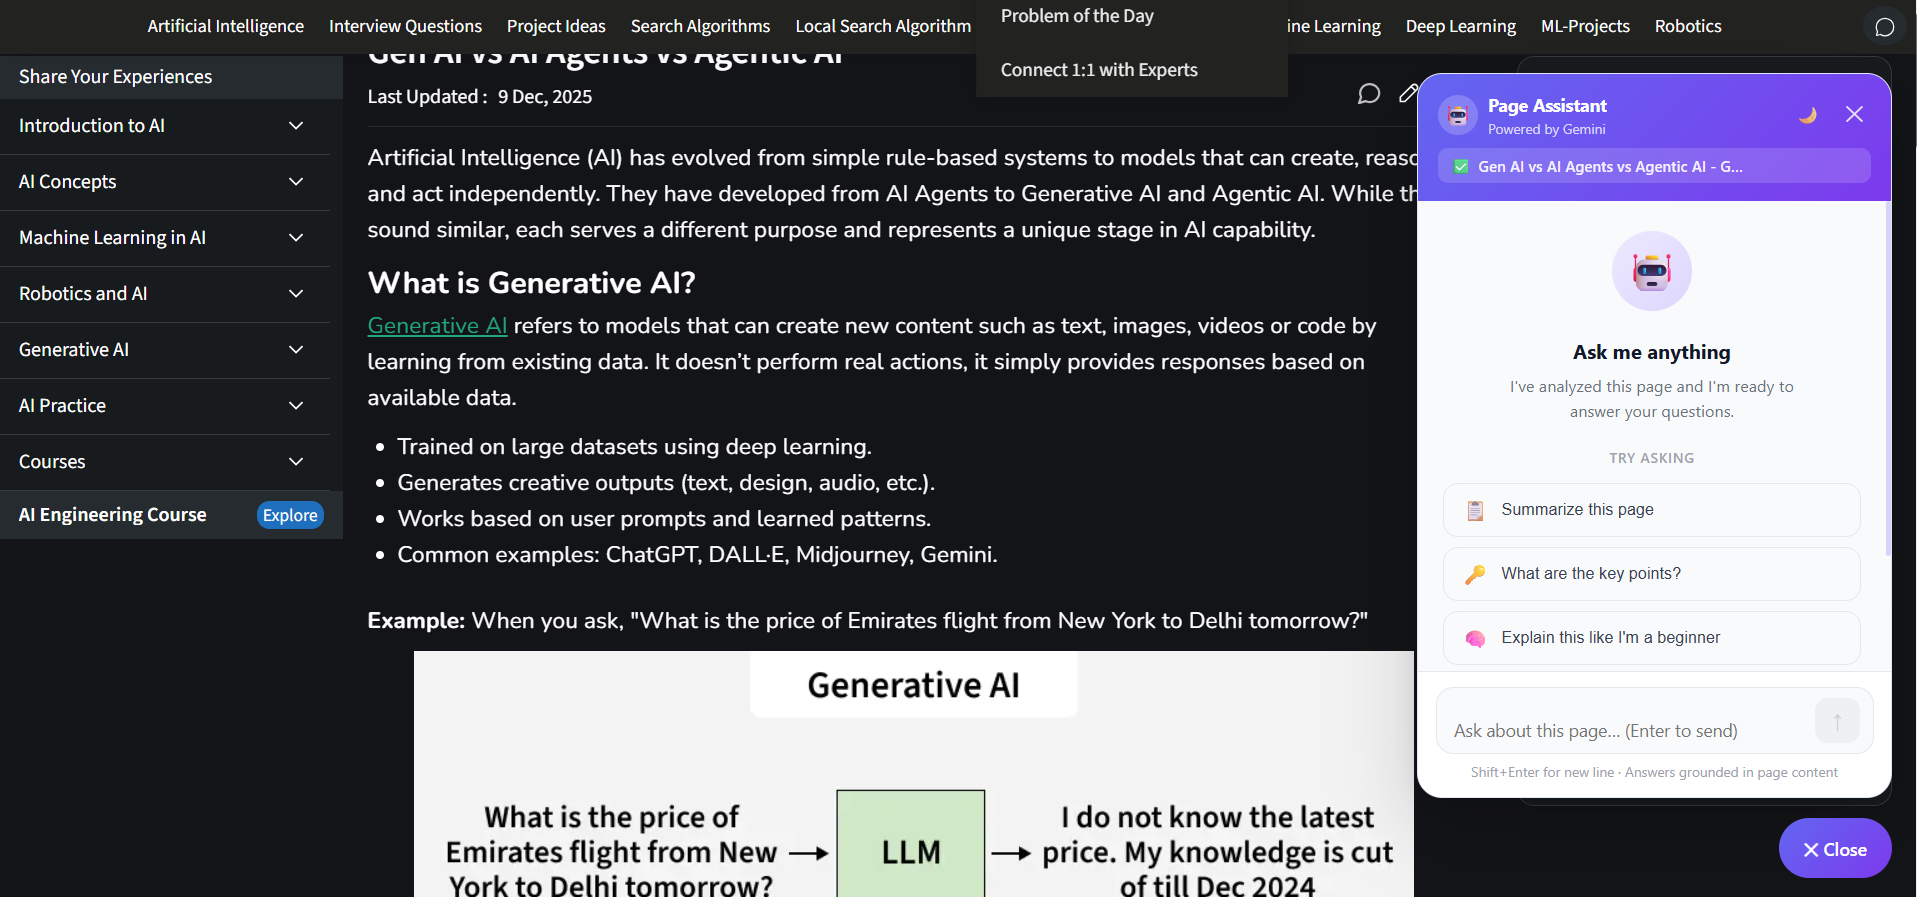 Artificial Intelligence
Interview Questions
Project Ideas
Search Algorithms
Local Search Algorithm
Problem of the Day
Connect 1:1 with Experts
ine Learning
Deep Learning
ML-Projects
Robotics
Share Your Experiences
Introduction to AI
AI Concepts
Machine Learning in AI
Robotics and AI
Generative AI
AI Practice
Courses
AI Engineering Course
Explore
Gen AI vs AI Agents vs Agentic AI
Last Updated : 9 Dec, 2025
Artificial Intelligence (AI) has evolved from simple rule-based systems to models that can create, reaso
and act independently. They have developed from AI Agents to Generative AI and Agentic AI. While th
sound similar, each serves a different purpose and represents a unique stage in AI capability.
What is Generative AI?
Generative AI refers to models that can create new content such as text, images, videos or code by
learning from existing data. It doesn’t perform real actions, it simply provides responses based on
available data.
Trained on large datasets using deep learning.
Generates creative outputs (text, design, audio, etc.).
Works based on user prompts and learned patterns.
Common examples: ChatGPT, DALL·E, Midjourney, Gemini.
Example: When you ask, "What is the price of Emirates flight from New York to Delhi tomorrow?"
Generative AI
What is the price of
Emirates flight from New
York to Delhi tomorrow?
LLM
I do not know the latest
price. My knowledge is cut
of till Dec 2024
Page Assistant
Powered by Gemini
Gen AI vs AI Agents vs Agentic AI - G...
Ask me anything
I've analyzed this page and I'm ready to
answer your questions.
TRY ASKING
Summarize this page
What are the key points?
Explain this like I'm a beginner
Ask about this page... (Enter to send)
Shift+Enter for new line · Answers grounded in page content
Close